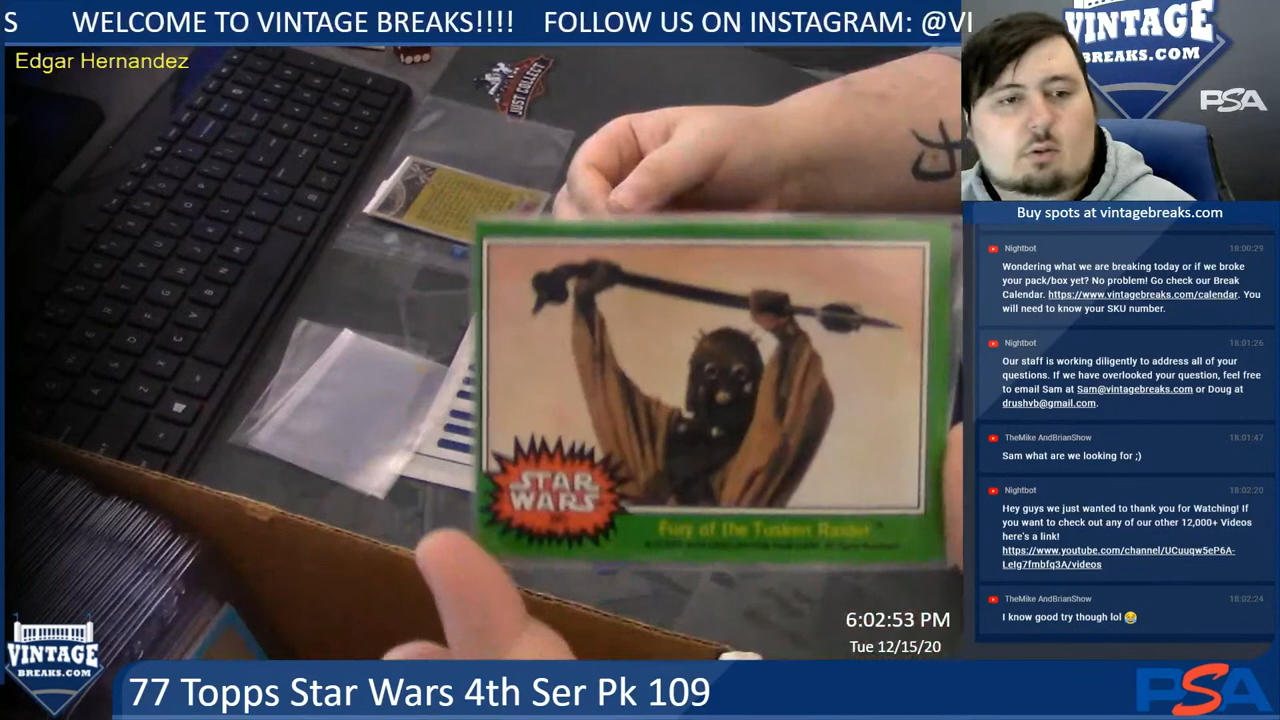 S WELCOME TO VINTAGE BREAKS!!!! FOLLOW US ON INSTAGRAM: @VI
Edgar Hernandez
JUST COLLECT
STAR
WARS
Fury of the Tusken Raider
6:02:53 PM
Tue 12/15/20
VINTAGE
BREAKS.COM
77 Topps Star Wars 4th Ser Pk 109
VINTAGE
BREAKS.COM
PSA
Buy spots at vintagebreaks.com
Nightbot 18:00:29
Wondering what we are breaking today or if we broke
your pack/box yet? No problem! Go check our Break
Calendar. https://www.vintagebreaks.com/calendar. You
will need to know your SKU number.
Nightbot 18:01:26
Our staff is working diligently to address all of your
questions. If we have overlooked your question, feel free
to email Sam at Sam@vintagebreaks.com or Doug at
drushvb@gmail.com.
TheMike AndBrianShow 18:01:47
Sam what are we looking for ;)
Nightbot 18:02:20
Hey guys we just wanted to thank you for Watching! If
you want to check out any of our other 12,000+ Videos
here's a link!
https://www.youtube.com/channel/UCuuqw5eP6A-
LeIg7fmbfq3A/videos
TheMike AndBrianShow 18:02:24
I know good try though lol 😂
PSA